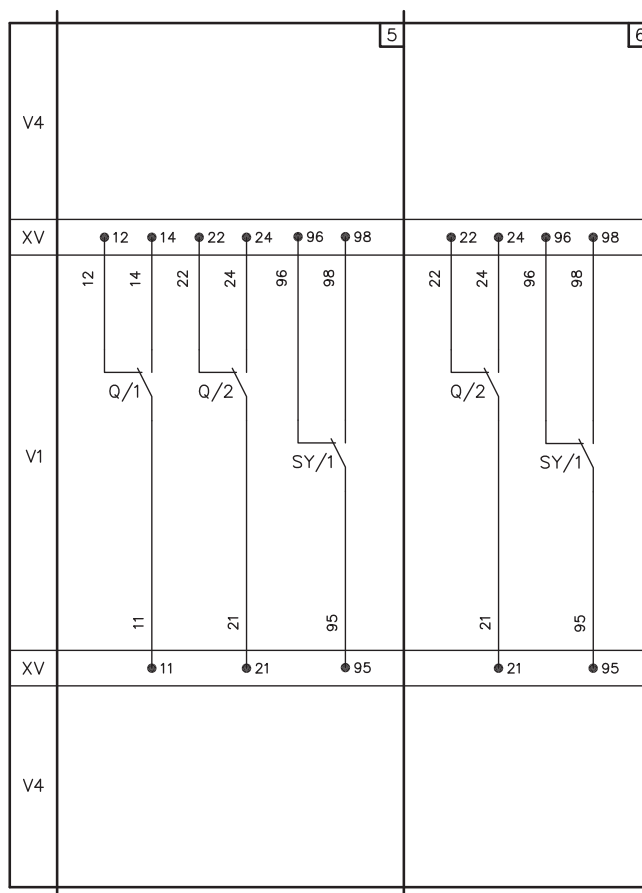 5 6
V4
XV 12 14 22 24 96 98 22 24 96 98
12 14 22 24 96 98 22 24 96 98
Q/1 Q/2 Q/2
V1 SY/1 SY/1
11 21 95 21 95
XV 11 21 95 21 95
V4